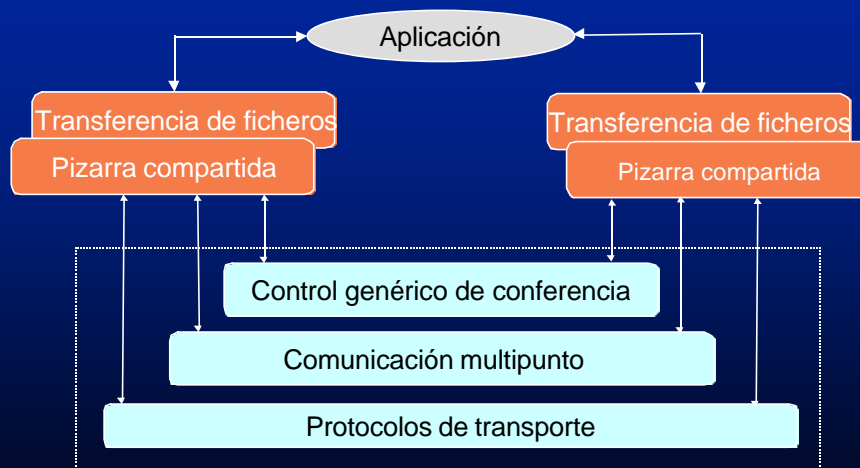 Aplicación
Transferencia de ficheros
Transferencia de ficheros
Pizarra compartida
Pizarra compartida
Control genérico de conferencia
Comunicación multipunto
Protocolos de transporte